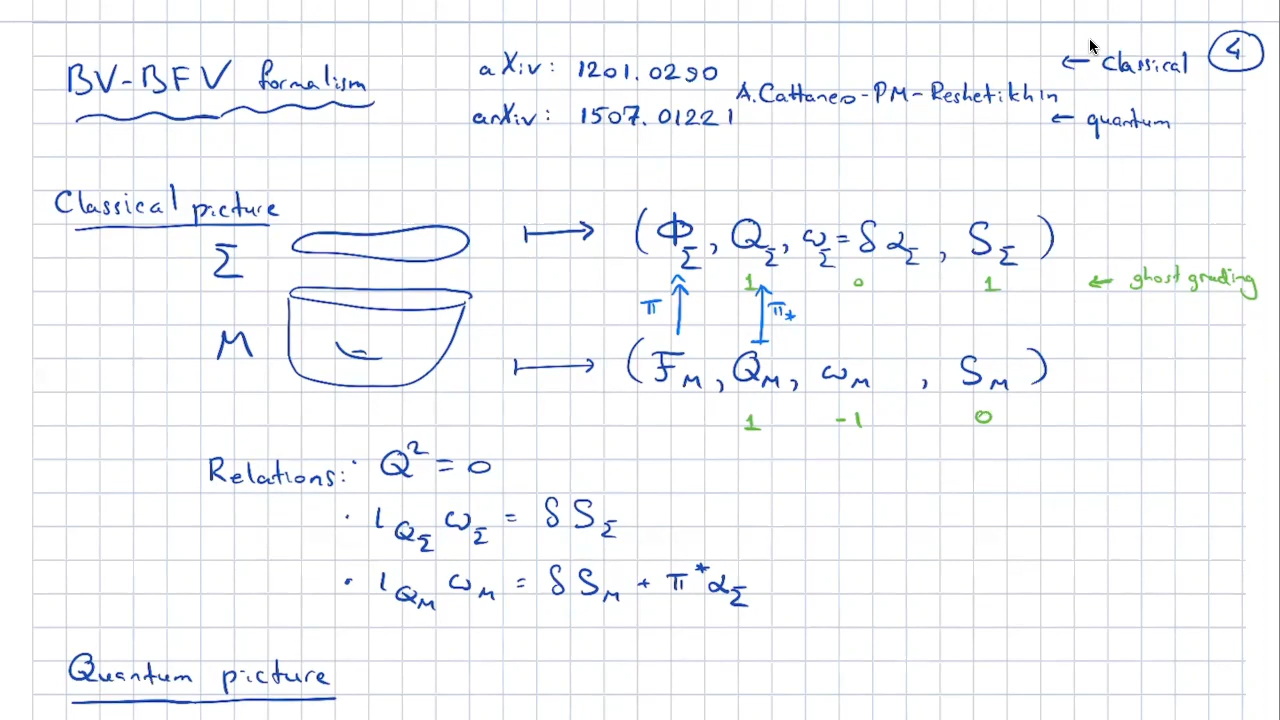 BV-BFV formalism aXiv: 1201.0290 ← classical 4
A. Cattaneo-PM-Reshetikhin
arXiv: 1507.01221 ← quantum
Classical picture
Σ ⟼ (Φ_Σ, Q_Σ, ω_Σ = δα_Σ, S_Σ)
1 0 1 ← ghost grading
π π_*
M ⟼ (F_M, Q_M, ω_M, S_M)
1 -1 0
Relations: · Q² = 0
· ι_{Q_Σ} ω_Σ = δS_Σ
· ι_{Q_M} ω_M = δS_M + π^* α_Σ
Quantum picture